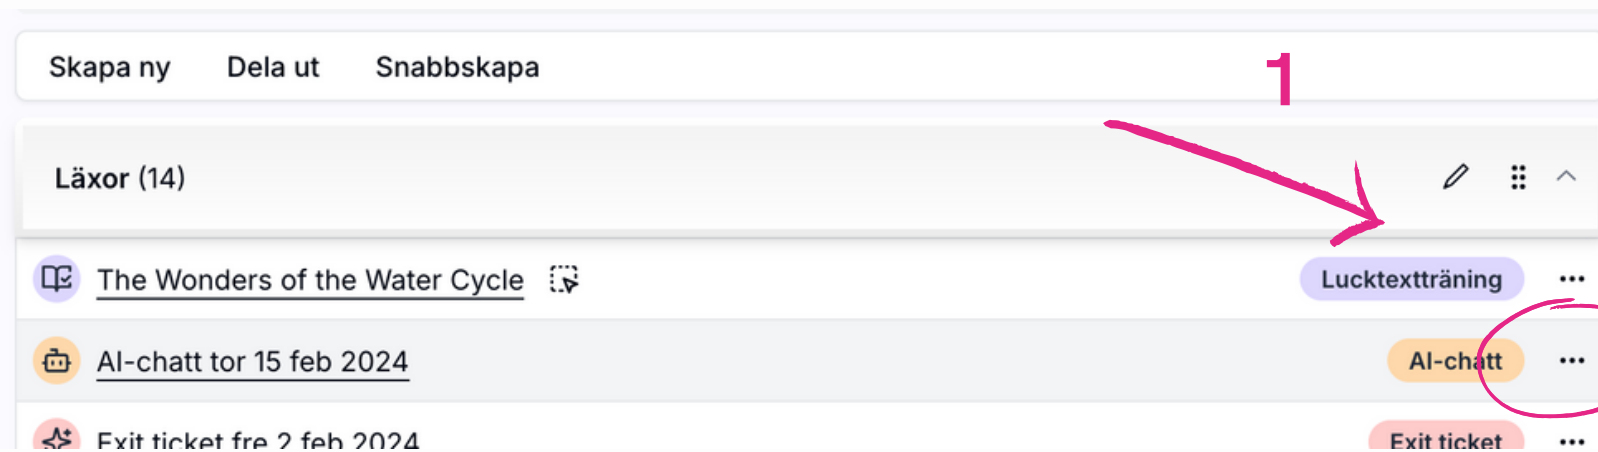 Skapa ny Dela ut Snabbskapa
1
Läxor (14)
The Wonders of the Water Cycle Lucktextträning
AI-chatt tor 15 feb 2024 AI-chatt
Exit ticket fre 2 feb 2024 Exit ticket